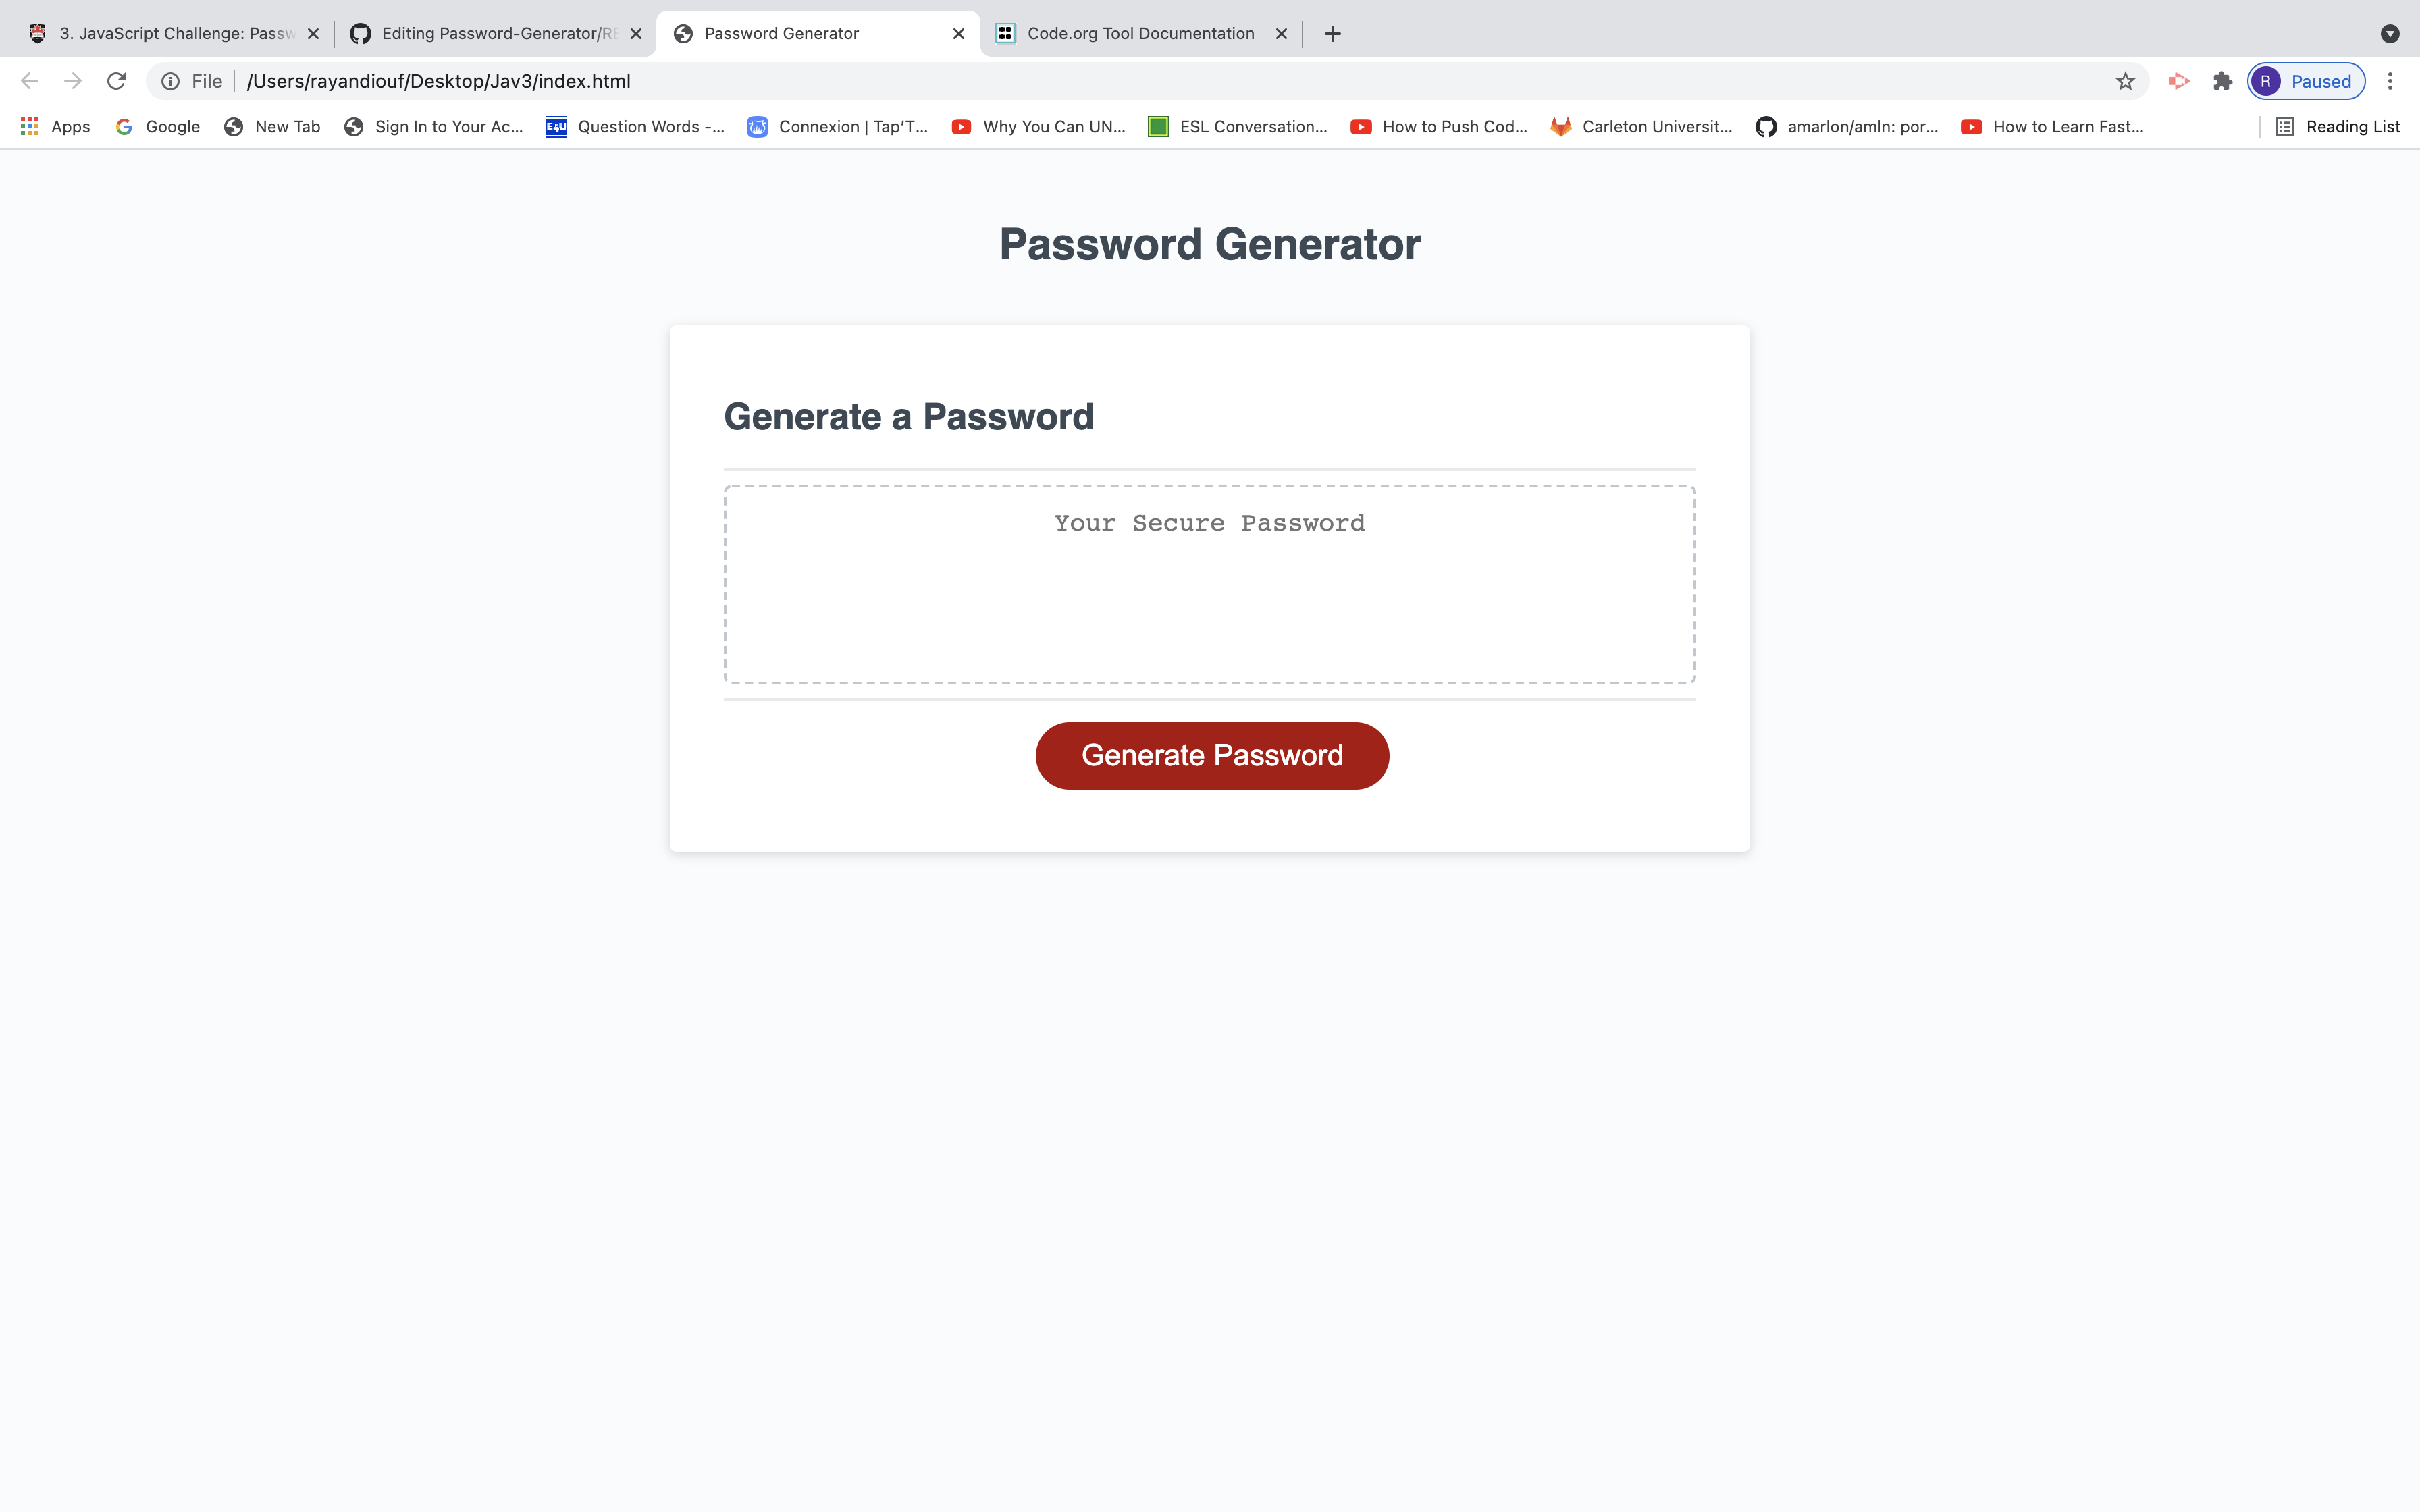 3. JavaScript Challenge: Passw
Editing Password-Generator/RE
Password Generator
Code.org Tool Documentation
File
/Users/rayandiouf/Desktop/Jav3/index.html
R
Paused
Apps
Google
New Tab
Sign In to Your Ac...
E4U
Question Words -...
Connexion | Tap'T...
Why You Can UN...
ESL Conversation...
How to Push Cod...
Carleton Universit...
amarlon/amln: por...
How to Learn Fast...
Reading List
Password Generator
Generate a Password
Your Secure Password
Generate Password